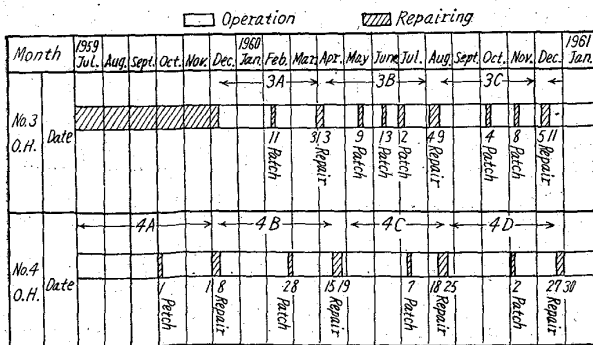 Operation Repairing
Month 1959 Jul. Aug. Sept. Oct. Nov. Dec. 1960 Jan. Feb. Mar. Apr. May June Jul. Aug. Sept. Oct. Nov. Dec. 1961 Jan.
3A 3B 3C
No.3 O.H. Date
11 3 3 9 13 2 4 9 4 8 5 11
Patch Repair Patch Patch Patch Repair Patch Patch Repair
4A 4B 4C 4D
No.4 O.H. Date
1 1 8 28 15 19 7 18 25 2 27 30
Petch Repair Patch Repair Patch Repair Patch Repair